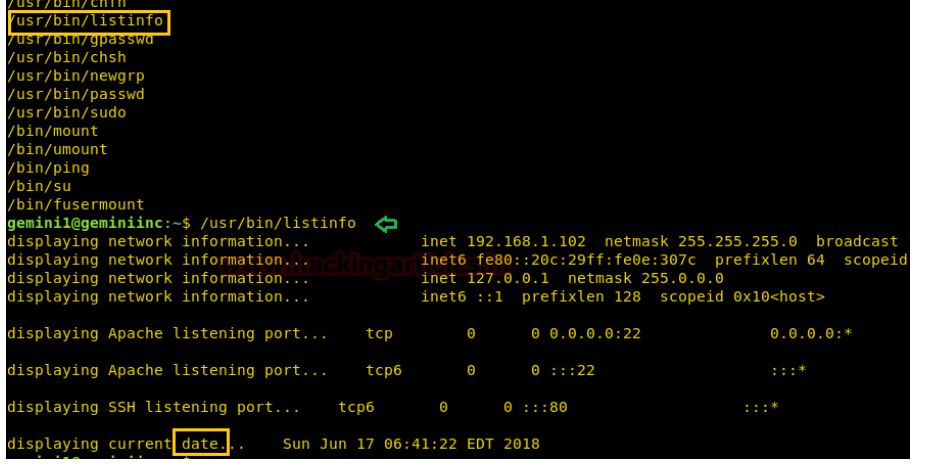 /usr/bin/chfn
/usr/bin/listinfo
/usr/bin/gpasswd
/usr/bin/chsh
/usr/bin/newgrp
/usr/bin/passwd
/usr/bin/sudo
/bin/mount
/bin/umount
/bin/ping
/bin/su
/bin/fusermount
gemini1@geminiinc:~$ /usr/bin/listinfo
displaying network information... inet 192.168.1.102 netmask 255.255.255.0 broadcast
displaying network information... inet6 fe80::20c:29ff:fe0e:307c prefixlen 64 scopeid
displaying network information... inet 127.0.0.1 netmask 255.0.0.0
displaying network information... inet6 ::1 prefixlen 128 scopeid 0x10<host>
displaying Apache listening port... tcp 0 0 0.0.0.0:22 0.0.0.0:*
displaying Apache listening port... tcp6 0 0 :::22 :::*
displaying SSH listening port... tcp6 0 0 :::80 :::*
displaying current date... Sun Jun 17 06:41:22 EDT 2018